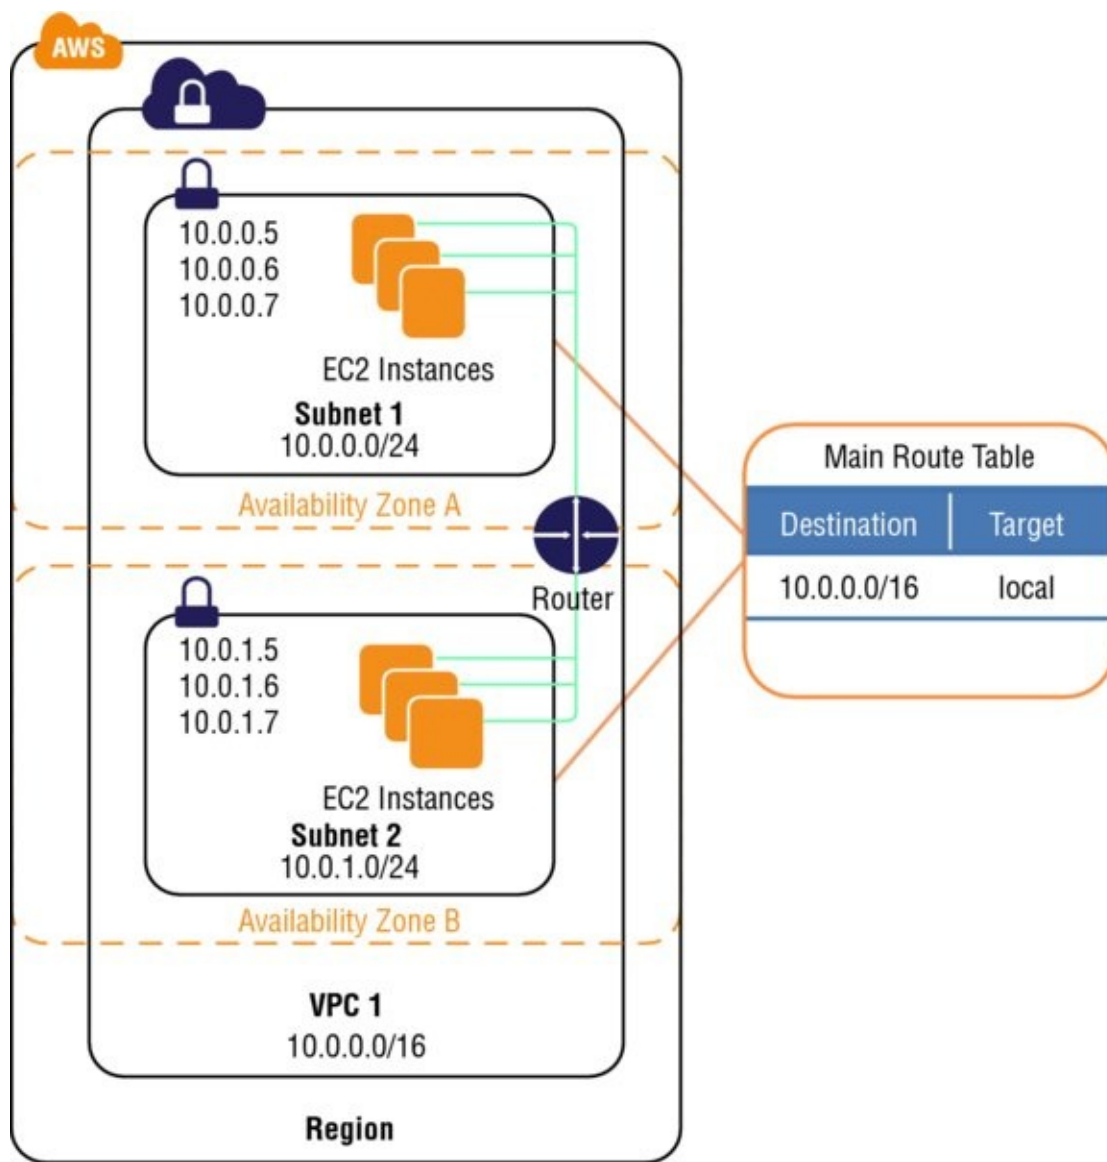 AWS
10.0.0.5
10.0.0.6
10.0.0.7
EC2 Instances
Subnet 1
10.0.0.0/24
Availability Zone A
Router
10.0.1.5
10.0.1.6
10.0.1.7
EC2 Instances
Subnet 2
10.0.1.0/24
Availability Zone B
VPC 1
10.0.0.0/16
Region
Main Route Table
Destination Target
10.0.0.0/16 local